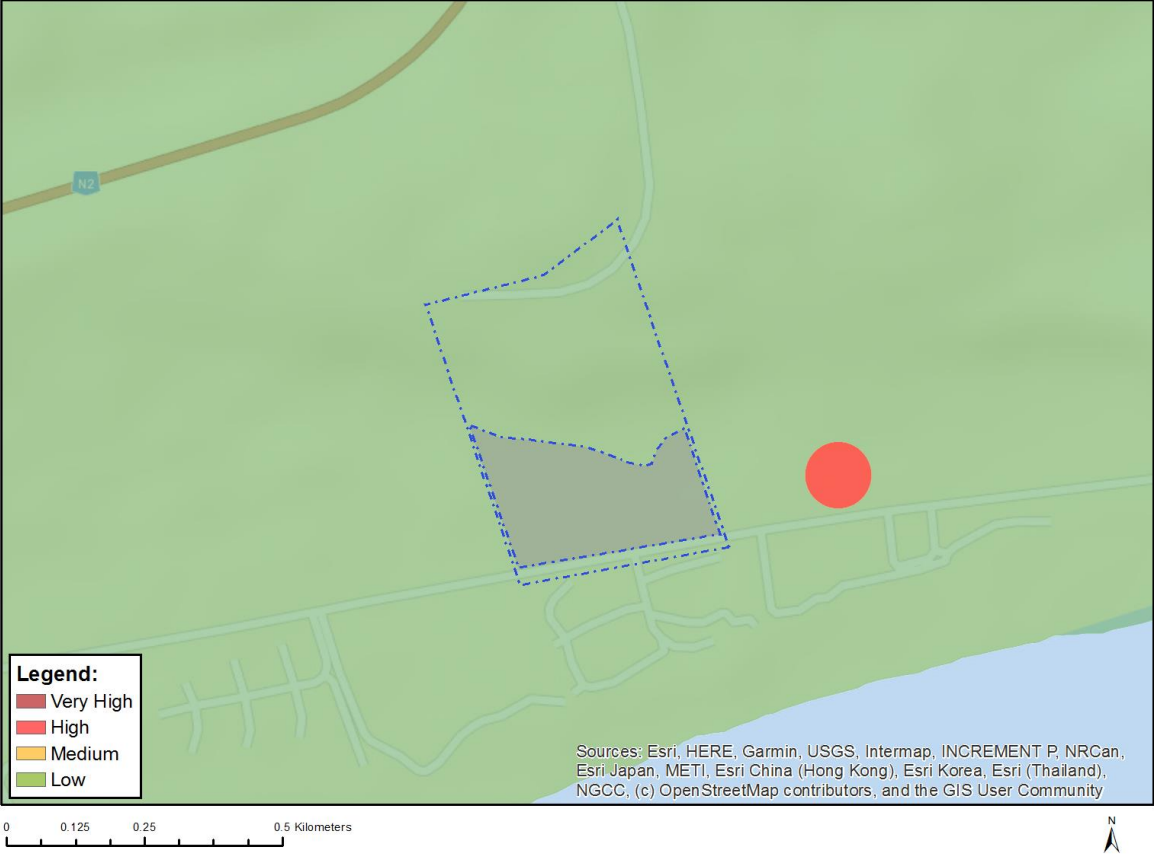 N2
Legend:
Very High
High
Medium
Low
Sources: Esri, HERE, Garmin, USGS, Intermap, INCREMENT P, NRCan,
Esri Japan, METI, Esri China (Hong Kong), Esri Korea, Esri (Thailand),
NGCC, (c) OpenStreetMap contributors, and the GIS User Community
0 0.125 0.25 0.5 Kilometers
N